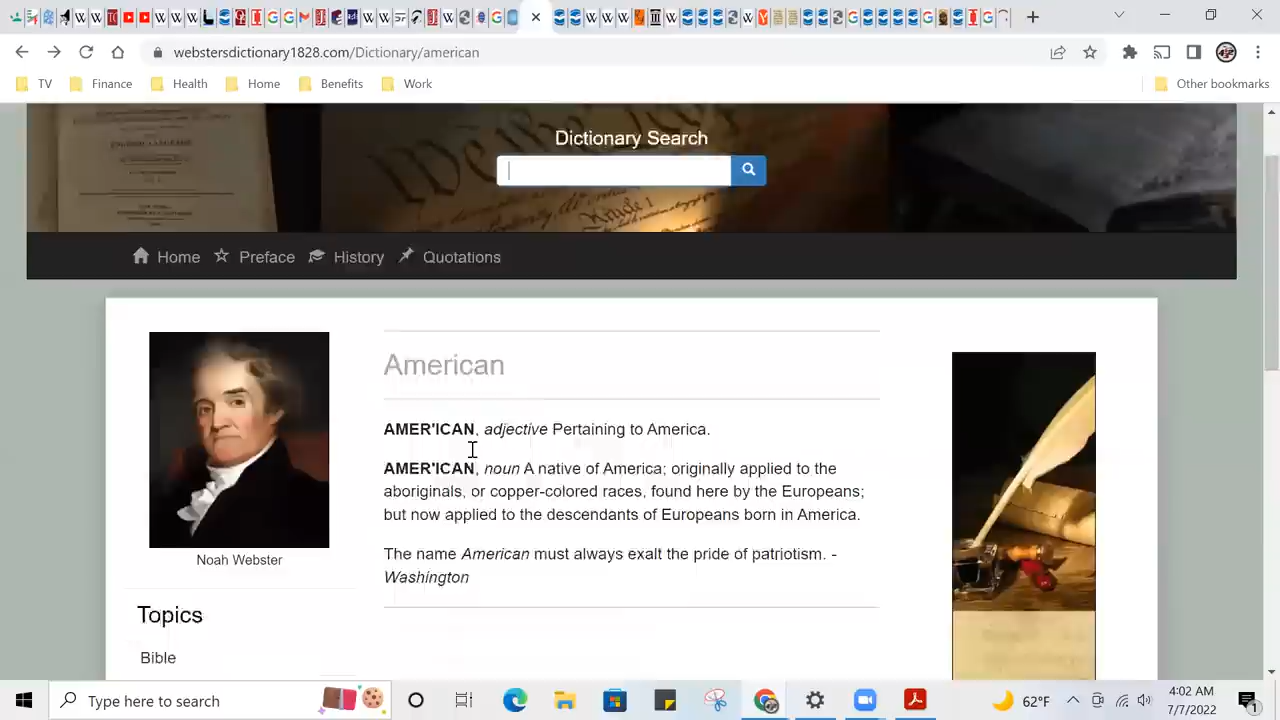 webstersdictionary1828.com/Dictionary/american
TV Finance Health Home Benefits Work Other bookmarks
Dictionary Search
Home Preface History Quotations
American
AMER'ICAN, adjective Pertaining to America.
AMER'ICAN, noun A native of America; originally applied to the
aboriginals, or copper-colored races, found here by the Europeans;
but now applied to the descendants of Europeans born in America.
The name American must always exalt the pride of patriotism. -
Washington
Noah Webster
Topics
Bible
Type here to search
62°F
4:02 AM
7/7/2022